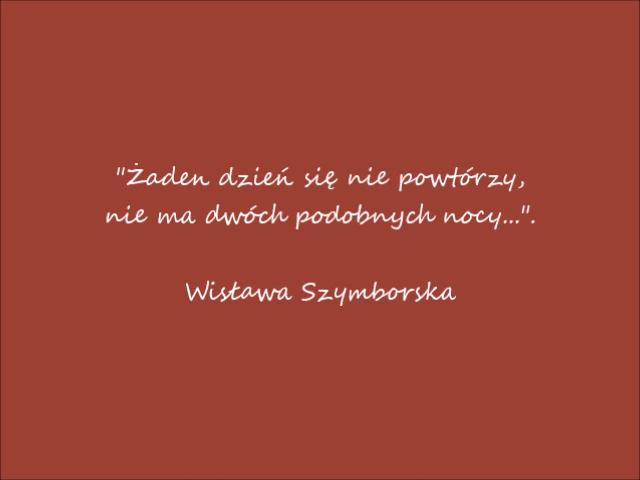 "Żaden dzień się nie powtórzy,
nie ma dwóch podobnych nocy...".
Wisława Szymborska